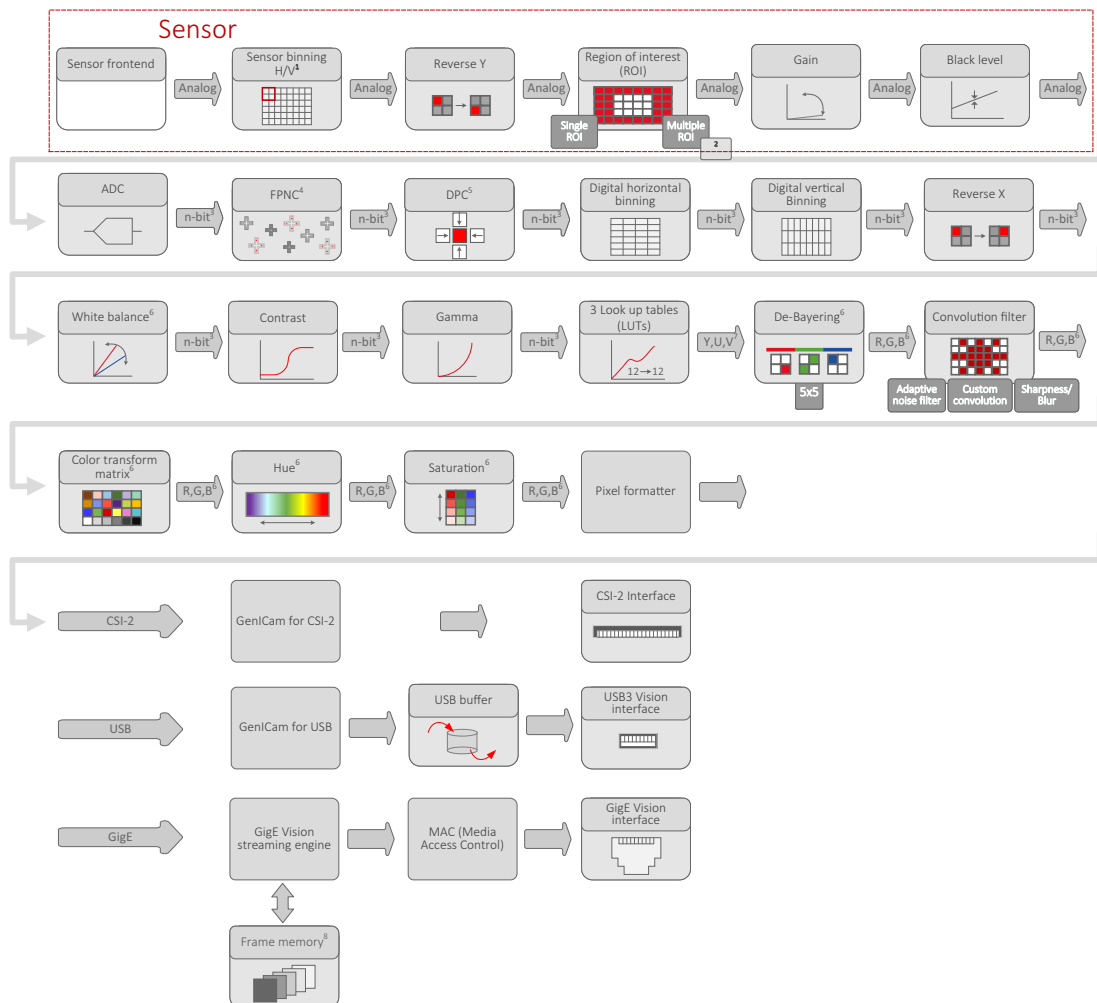 Sensor
Sensor frontend
Analog
Sensor binning
H/V¹
Analog
Reverse Y
Analog
Region of interest
(ROI)
Single
ROI
Multiple
ROI
2
Analog
Gain
Analog
Black level
Analog
ADC
n-bit³
FPNC⁴
n-bit³
DPC⁵
n-bit³
Digital horizontal
binning
n-bit³
Digital vertical
Binning
n-bit³
Reverse X
n-bit³
White balance⁶
n-bit³
Contrast
n-bit³
Gamma
n-bit³
3 Look up tables
(LUTs)
12→12
Y,U,V⁷
De-Bayering⁶
5x5
R,G,B⁶
Convolution filter
Adaptive
noise filter
Custom
convolution
Sharpness/
Blur
R,G,B⁶
Color transform
matrix⁶
R,G,B⁶
Hue⁶
R,G,B⁶
Saturation⁶
R,G,B⁶
Pixel formatter
CSI-2
GenICam for CSI-2
CSI-2 Interface
USB
GenICam for USB
USB buffer
USB3 Vision
interface
GigE
GigE Vision
streaming engine
MAC (Media
Access Control)
GigE Vision
interface
Frame memory⁸